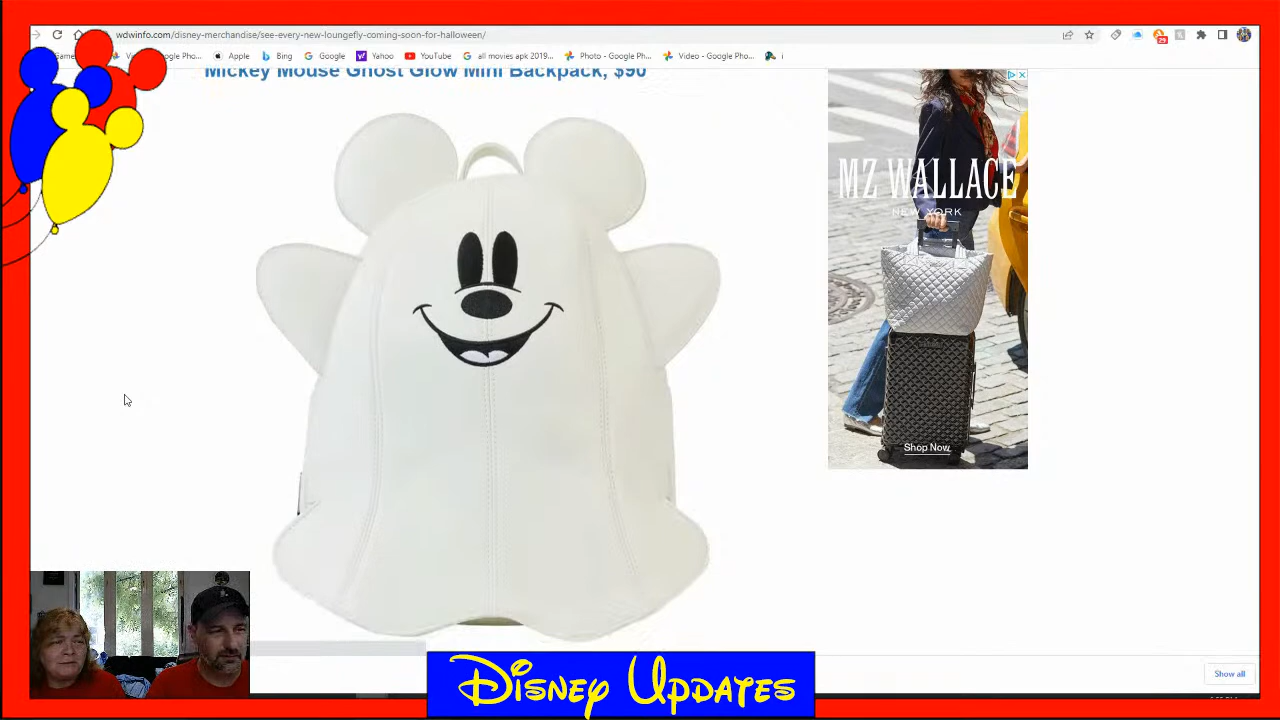 wdwinfo.com/disney-merchandise/see-every-new-loungefly-coming-soon-for-halloween/
Apple
Bing
Google
Yahoo
YouTube
all movies apk 2019...
Photo - Google Ph...
Video - Google Pho...
Mickey Mouse Ghost Glow Mini Backpack, $90
MZ WALLACE
NEW YORK
Shop Now
Show all
DISNEY UPDATES